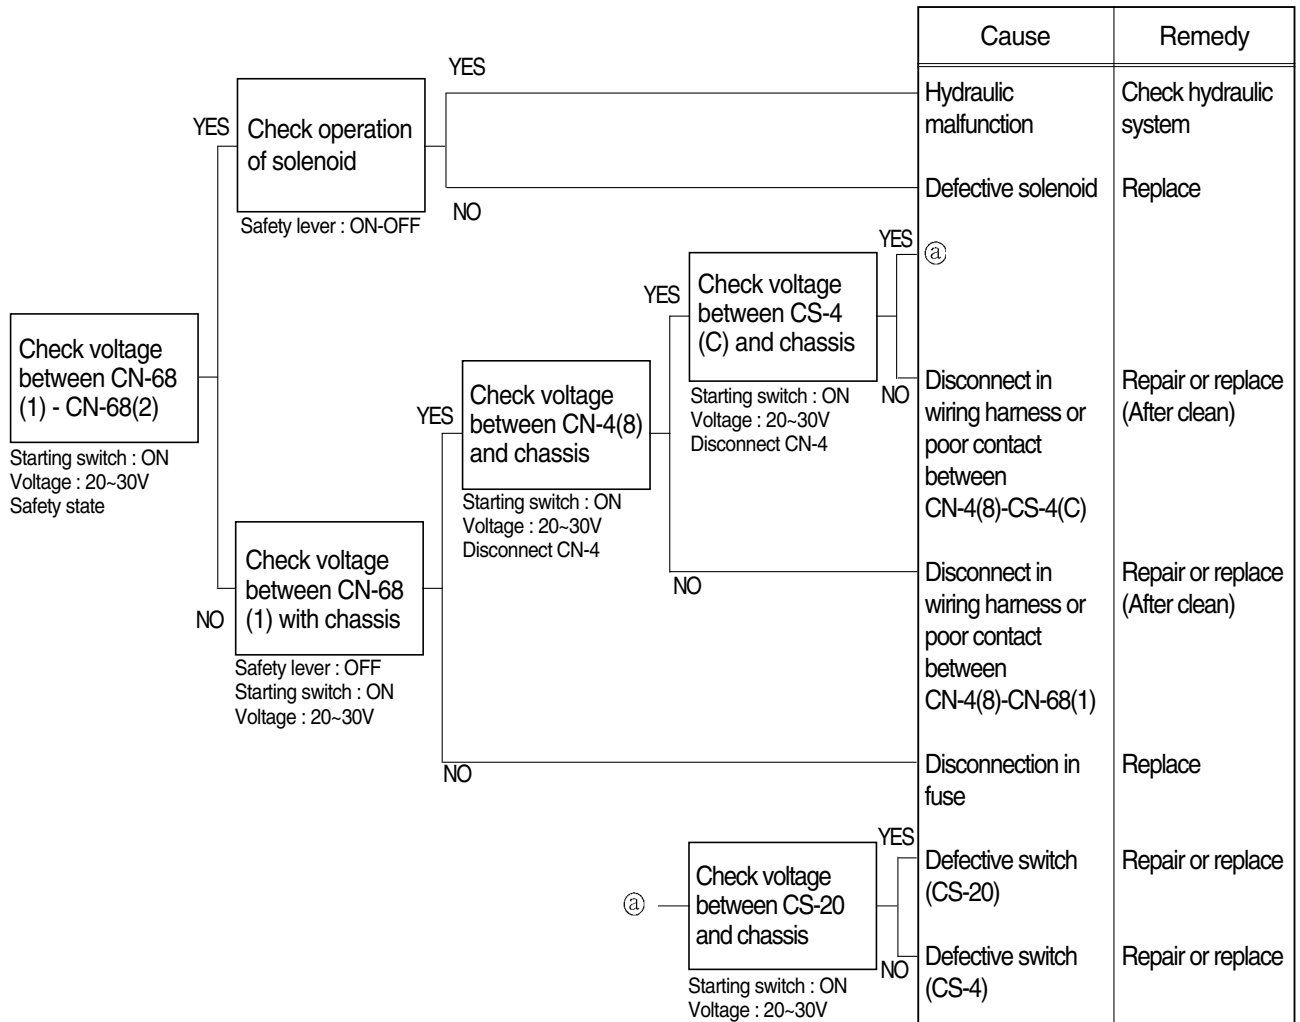 Cause
Remedy
YES
Hydraulic
malfunction
Check hydraulic
system
YES
Check operation
of solenoid
Defective solenoid
Replace
NO
Safety lever : ON-OFF
YES
ⓐ
Check voltage
between CS-4
(C) and chassis
YES
Check voltage
between CN-68
(1) - CN-68(2)
Starting switch : ON
Voltage : 20~30V
Safety state
Check voltage
between CN-4(8)
and chassis
YES
Starting switch : ON
Voltage : 20~30V
Disconnect CN-4
NO
Disconnect in
wiring harness or
poor contact
between
CN-4(8)-CS-4(C)
Repair or replace
(After clean)
Starting switch : ON
Voltage : 20~30V
Disconnect CN-4
Check voltage
between CN-68
(1) with chassis
NO
NO
Disconnect in
wiring harness or
poor contact
between
CN-4(8)-CN-68(1)
Repair or replace
(After clean)
Safety lever : OFF
Starting switch : ON
Voltage : 20~30V
NO
Disconnection in
fuse
Replace
YES
ⓐ
Check voltage
between CS-20
and chassis
Defective switch
(CS-20)
Repair or replace
NO
Defective switch
(CS-4)
Repair or replace
Starting switch : ON
Voltage : 20~30V